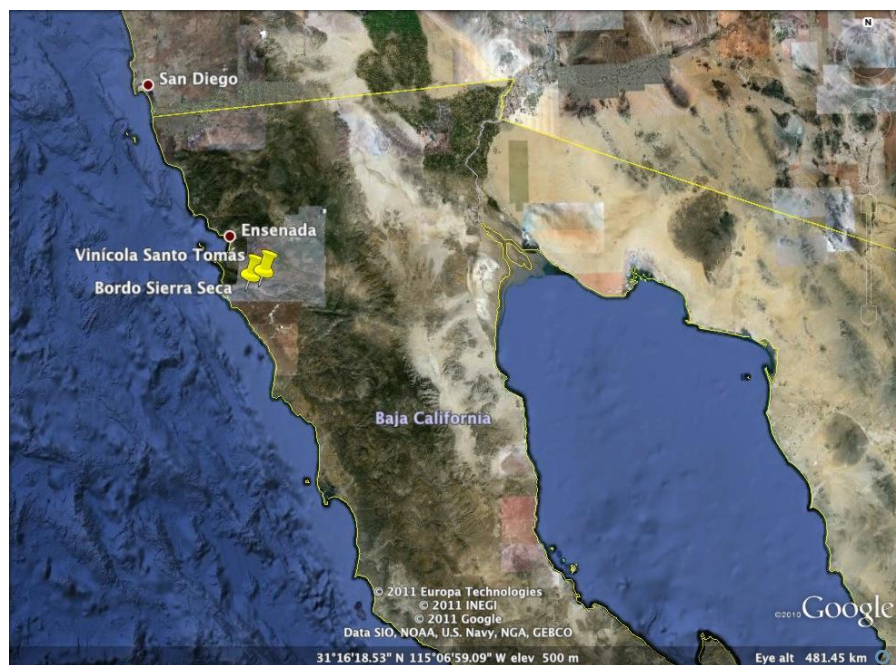 N
San Diego
Ensenada
Vinícola Santo Tomás
Bordo Sierra Seca
Baja California
© 2011 Europa Technologies
© 2011 INEGI
© 2011 Google
Data SIO, NOAA, U.S. Navy, NGA, GEBCO
©2010 Google
31°16'18.53" N 115°06'59.09" W elev 500 m Eye alt 481.45 km